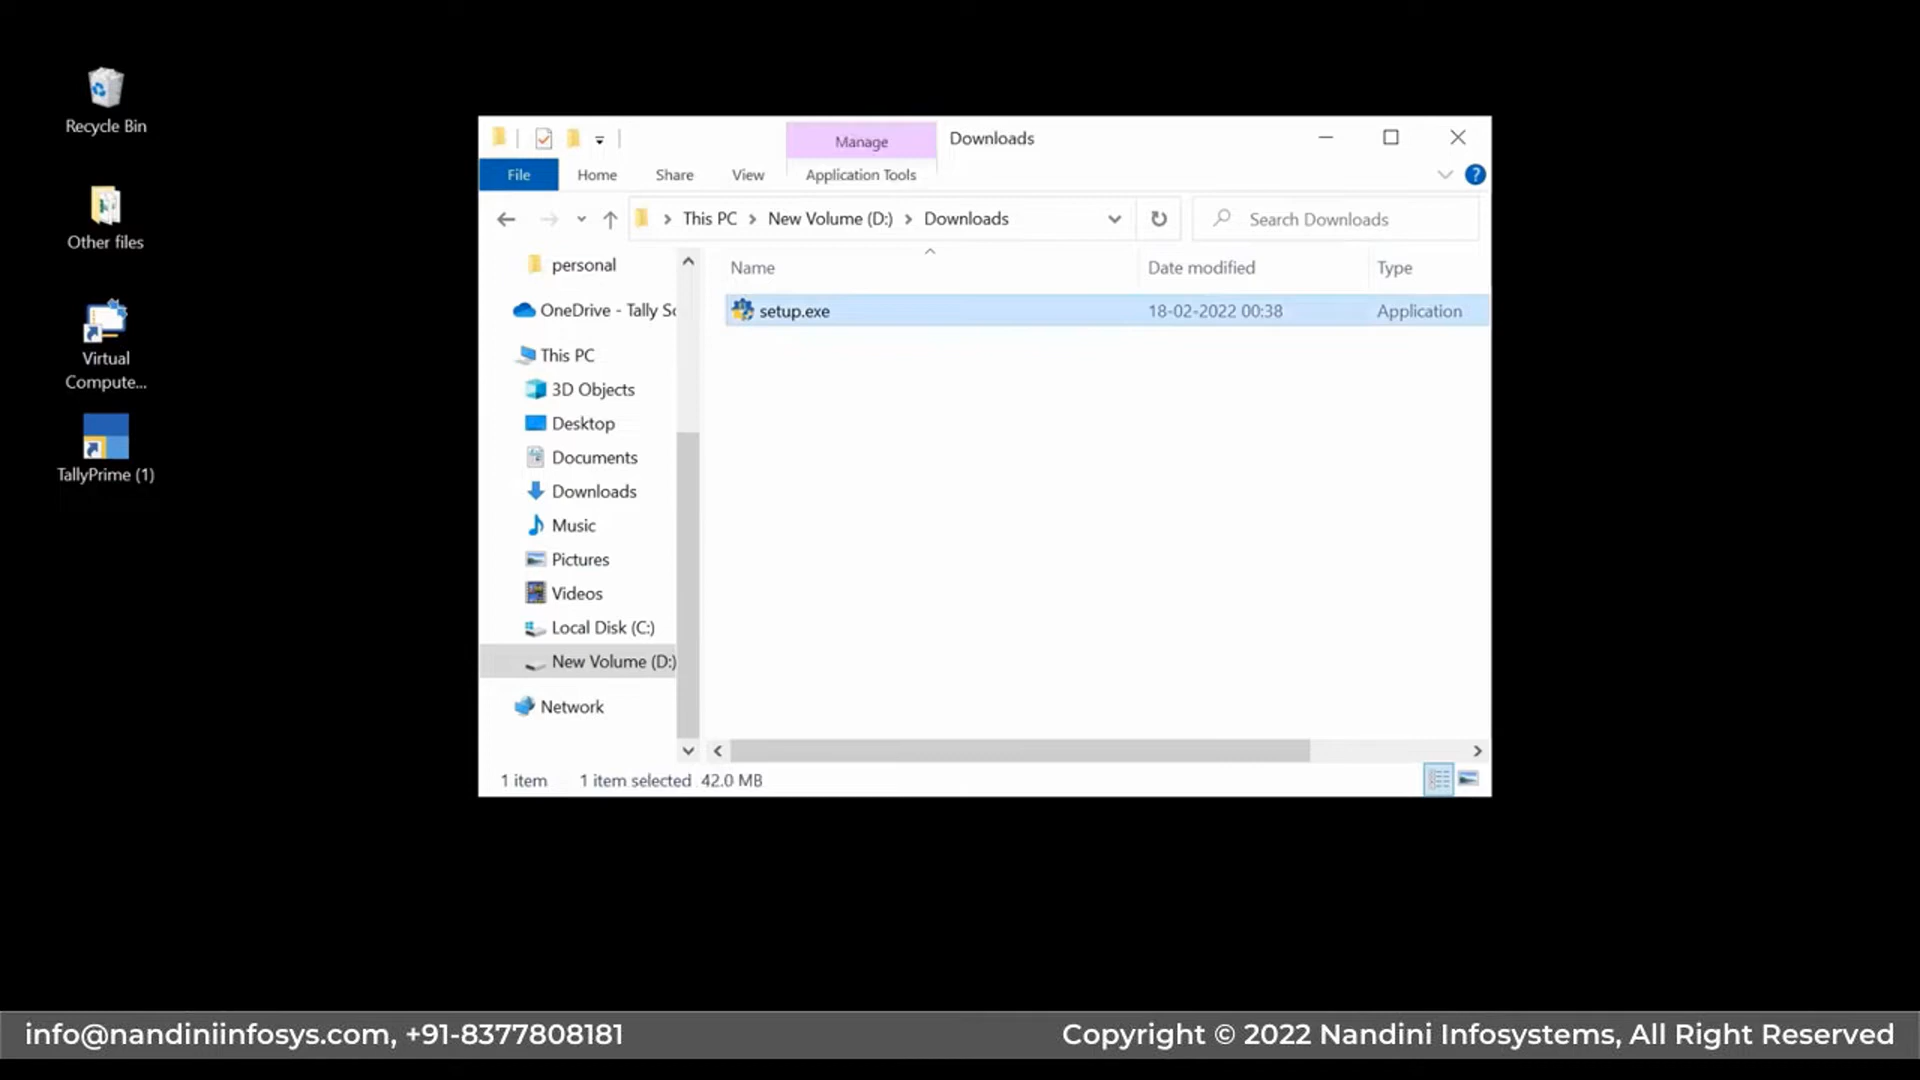 Recycle Bin
Other files
Virtual
Compute...
TallyPrime (1)
Manage
Downloads
File
Home
Share
View
Application Tools
This PC
New Volume (D:)
Downloads
Search Downloads
personal
OneDrive - Tally Sc
This PC
3D Objects
Desktop
Documents
Downloads
Music
Pictures
Videos
Local Disk (C:)
New Volume (D:)
Network
Name
Date modified
Type
setup.exe
18-02-2022 00:38
Application
1 item
1 item selected 42.0 MB
info@nandiniinfosys.com, +91-8377808181
Copyright © 2022 Nandini Infosystems, All Right Reserved